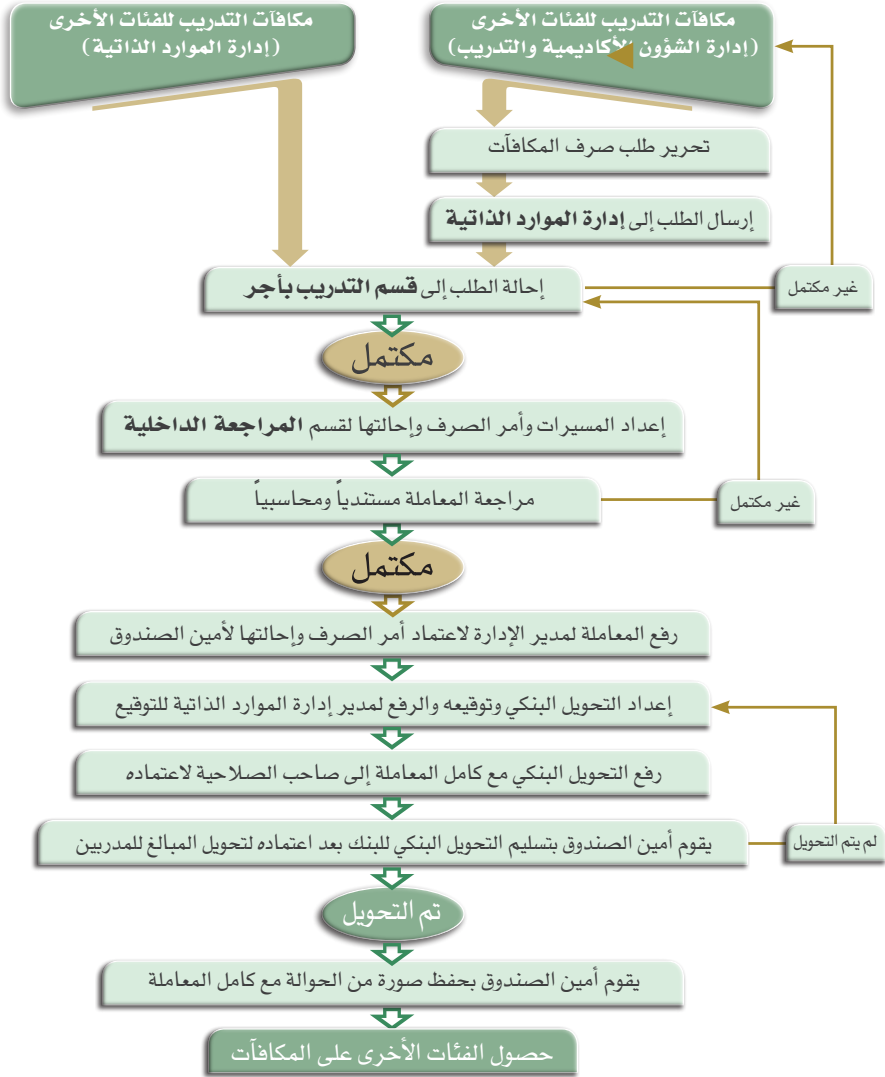 مكافآت التدريب للفئات الأخرى
(إدارة الشؤون الأكاديمية والتدريب)
مكافآت التدريب للفئات الأخرى
(إدارة الموارد الذاتية)
تحرير طلب صرف المكافآت
إرسال الطلب إلى إدارة الموارد الذاتية
إحالة الطلب إلى قسم التدريب بأجر
غير مكتمل
مكتمل
إعداد المسيرات وأمر الصرف وإحالتها لقسم المراجعة الداخلية
مراجعة المعاملة مستندياً ومحاسبياً
غير مكتمل
مكتمل
رفع المعاملة لمدير الإدارة لاعتماد أمر الصرف وإحالتها لأمين الصندوق
إعداد التحويل البنكي وتوقيعه والرفع لمدير إدارة الموارد الذاتية للتوقيع
رفع التحويل البنكي مع كامل المعاملة إلى صاحب الصلاحية لاعتماده
يقوم أمين الصندوق بتسليم التحويل البنكي للبنك بعد اعتماده لتحويل المبالغ للمدربين
لم يتم التحويل
تم التحويل
يقوم أمين الصندوق بحفظ صورة من الحوالة مع كامل المعاملة
حصول الفئات الأخرى على المكافآت